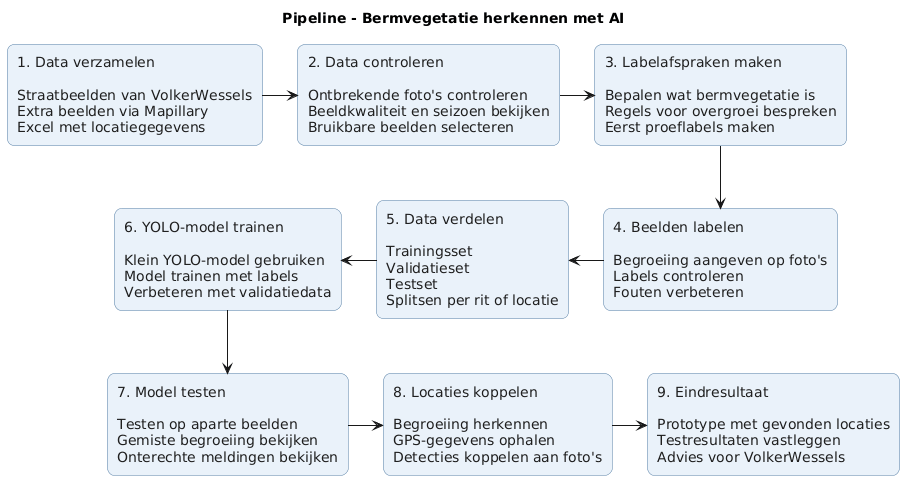 Pipeline - Bermvegetatie herkennen met AI
1. Data verzamelen
Straatbeelden van VolkerWessels
Extra beelden via Mapillary
Excel met locatiegegevens
2. Data controleren
Ontbrekende foto's controleren
Beeldkwaliteit en seizoen bekijken
Bruikbare beelden selecteren
3. Labelafspraken maken
Bepalen wat bermvegetatie is
Regels voor overgroei bespreken
Eerst proeflabels maken
4. Beelden labelen
Begroeiing aangeven op foto's
Labels controleren
Fouten verbeteren
5. Data verdelen
Trainingsset
Validatieset
Testset
Splitsen per rit of locatie
6. YOLO-model trainen
Klein YOLO-model gebruiken
Model trainen met labels
Verbeteren met validatiedata
7. Model testen
Testen op aparte beelden
Gemiste begroeiing bekijken
Onterechte meldingen bekijken
8. Locaties koppelen
Begroeiing herkennen
GPS-gegevens ophalen
Detecties koppelen aan foto's
9. Eindresultaat
Prototype met gevonden locaties
Testresultaten vastleggen
Advies voor VolkerWessels